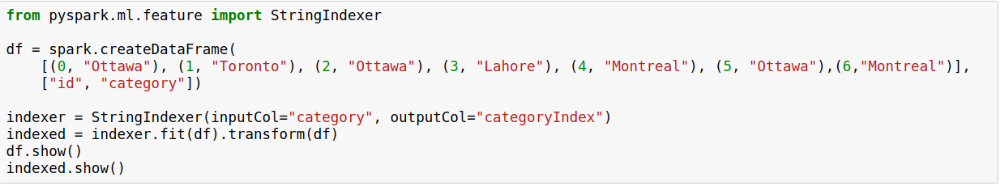 from pyspark.ml.feature import StringIndexer
df = spark.createDataFrame(
[(0, "Ottawa"), (1, "Toronto"), (2, "Ottawa"), (3, "Lahore"), (4, "Montreal"), (5, "Ottawa"),(6,"Montreal")],
["id", "category"])
indexer = StringIndexer(inputCol="category", outputCol="categoryIndex")
indexed = indexer.fit(df).transform(df)
df.show()
indexed.show()